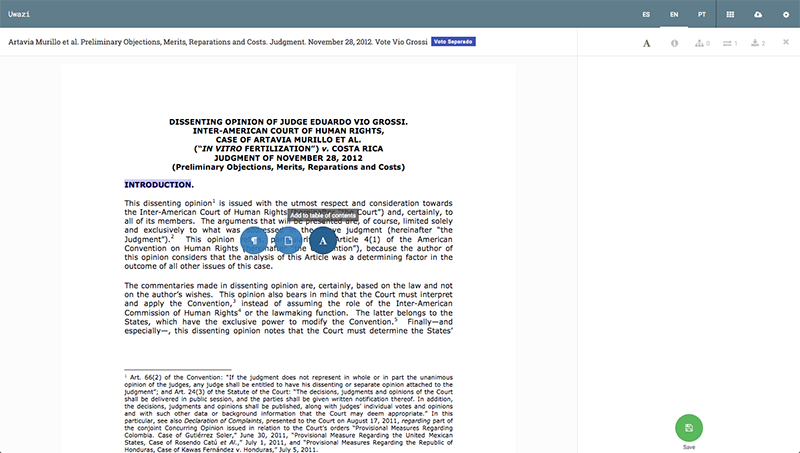 Uwazi
ES EN PT
Artavia Murillo et al. Preliminary Objections, Merits, Reparations and Costs. Judgment. November 28, 2012. Vote Vio Grossi Voto Separado
A 0 1 2
DISSENTING OPINION OF JUDGE EDUARDO VIO GROSSI.
INTER-AMERICAN COURT OF HUMAN RIGHTS,
CASE OF ARTAVIA MURILLO ET AL.
("IN VITRO FERTILIZATION") v. COSTA RICA
JUDGMENT OF NOVEMBER 28, 2012
(Preliminary Objections, Merits, Reparations and Costs)
INTRODUCTION.
This dissenting opinion¹ is issued with the utmost respect and consideration towards
the Inter-American Court of Human Rights Court") and, certainly, to
Add to table of contents
all of its members. The arguments that will be presented are, of course, limited solely
and exclusively to what was judgment (hereinafter "the
Judgment").² This opinion Article 4(1) of the American
Convention on Human Rights "), because the author of
¶ A
this opinion considers that the analysis of this Article was a determining factor in the
outcome of all other issues of this case.
The commentaries made in dissenting opinion are, certainly, based on the law and not
on the author's wishes. This opinion also bears in mind that the Court must interpret
and apply the Convention,³ instead of assuming the role of the Inter-American
Commission of Human Rights⁴ or the lawmaking function. The latter belongs to the
States, which have the exclusive power to modify the Convention.⁵ Finally—and
especially—, this dissenting opinion notes that the Court must determine the States'
¹ Art. 66(2) of the Convention: "If the judgment does not represent in whole or in part the unanimous
opinion of the judges, any judge shall be entitled to have his dissenting or separate opinion attached to the
judgment"; and Art. 24(3) of the Statute of the Court: "The decisions, judgments and opinions of the Court
shall be delivered in public session, and the parties shall be given written notification thereof. In addition,
the decisions, judgments and opinions shall be published, along with judges' individual votes and opinions
and with such other data or background information that the Court may deem appropriate." In this
particular, see also Declaration of Complaints, presented to the Court on August 17, 2011, regarding part of
the conjoint Concurring Opinion issued in relation to the Court's orders "Provisional Measures Regarding
Colombia. Case of Gutiérrez Soler," June 30, 2011, "Provisional Measure Regarding the United Mexican
States, Case of Rosendo Catú et Al.," July 1, 2011, and "Provisional Measures Regarding the Republic of
Honduras, Case of Kawas Fernández v. Honduras," July 5, 2011.
Save